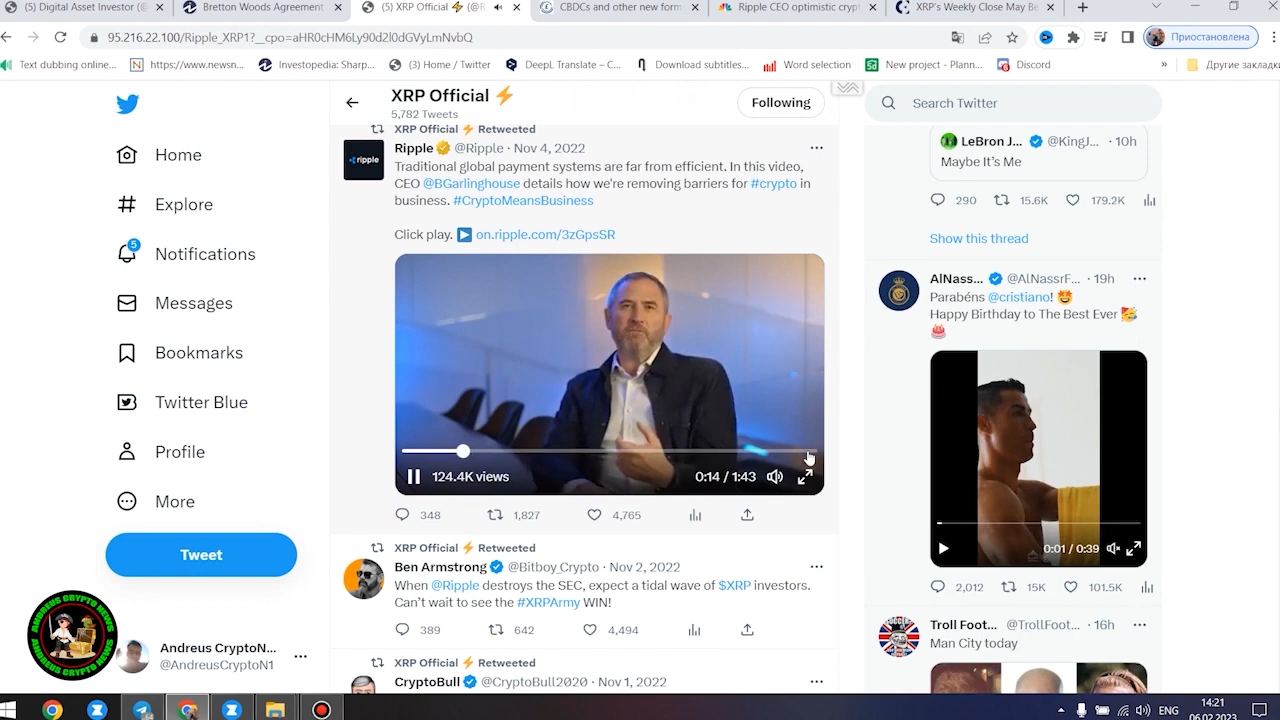 (5) Digital Asset Investor (@
Bretton Woods Agreement
(5) XRP Official ⚡ (@R
CBDCs and other new form
Ripple CEO optimistic crypt
XRP's Weekly Close May Be
95.216.22.100/Ripple_XRP1?__cpo=aHR0cHM6Ly90d2l0dGVyLmNvbQ
Приостановлена
Text dubbing online...
https://www.newsn...
Investopedia: Sharp...
(3) Home / Twitter
DeepL Translate – C...
Download subtitles...
Word selection
New project - Plann...
Discord
»
Другие закладки
XRP Official ⚡
5,782 Tweets
Following
Search Twitter
Home
Explore
5
Notifications
Messages
Bookmarks
Twitter Blue
Profile
More
Tweet
ANDREUS CRYPTO NEWS
ANDREUS CRYPTO NEWS
Andreus CryptoN...
@AndreusCryptoN1
XRP Official ⚡ Retweeted
ripple
Ripple @Ripple · Nov 4, 2022
Traditional global payment systems are far from efficient. In this video,
CEO @BGarlinghouse details how we're removing barriers for #crypto in
business. #CryptoMeansBusiness
Click play. ▶ on.ripple.com/3zGpsSR
124.4K views
0:14 / 1:43
348
1,827
4,765
XRP Official ⚡ Retweeted
Ben Armstrong @Bitboy_Crypto · Nov 2, 2022
When @Ripple destroys the SEC, expect a tidal wave of $XRP investors.
Can't wait to see the #XRPArmy WIN!
389
642
4,494
XRP Official ⚡ Retweeted
CryptoBull @CryptoBull2020 · Nov 1, 2022
LeBron J... @KingJ... · 10h
Maybe It's Me
290
15.6K
179.2K
Show this thread
AlNass... @AlNassrF... · 19h
Parabéns @cristiano! 🤩
Happy Birthday to The Best Ever 🥳
🎂
0:01 / 0:39
2,012
15K
101.5K
Troll Foot... @TrollFoot... · 16h
Man City today
ENG
14:21
06.02.2023